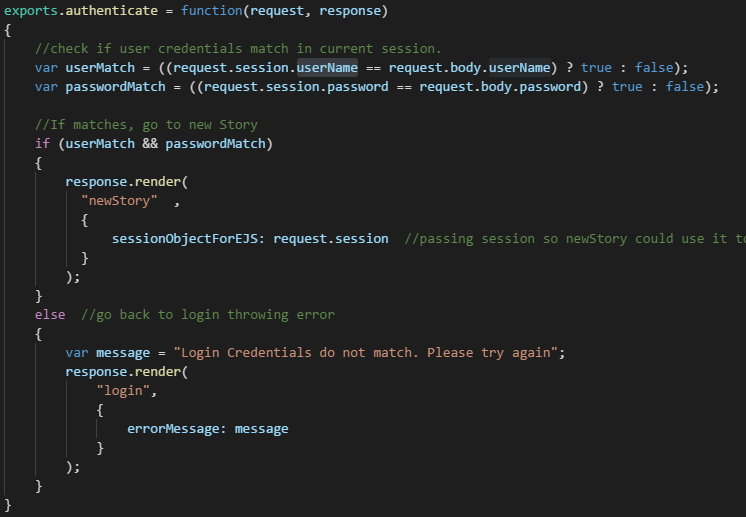 exports.authenticate = function(request, response)
{
    //check if user credentials match in current session.
    var userMatch = ((request.session.userName == request.body.userName) ? true : false);
    var passwordMatch = ((request.session.password == request.body.password) ? true : false);

    //If matches, go to new Story
    if (userMatch && passwordMatch)
    {
        response.render(
          "newStory"  ,
          {
              sessionObjectForEJS: request.session  //passing session so newStory could use it to
          }
        );
    }
    else  //go back to login throwing error
    {
        var message = "Login Credentials do not match. Please try again";
        response.render(
            "login",
            {
                errorMessage: message
            }
        );
    }
}